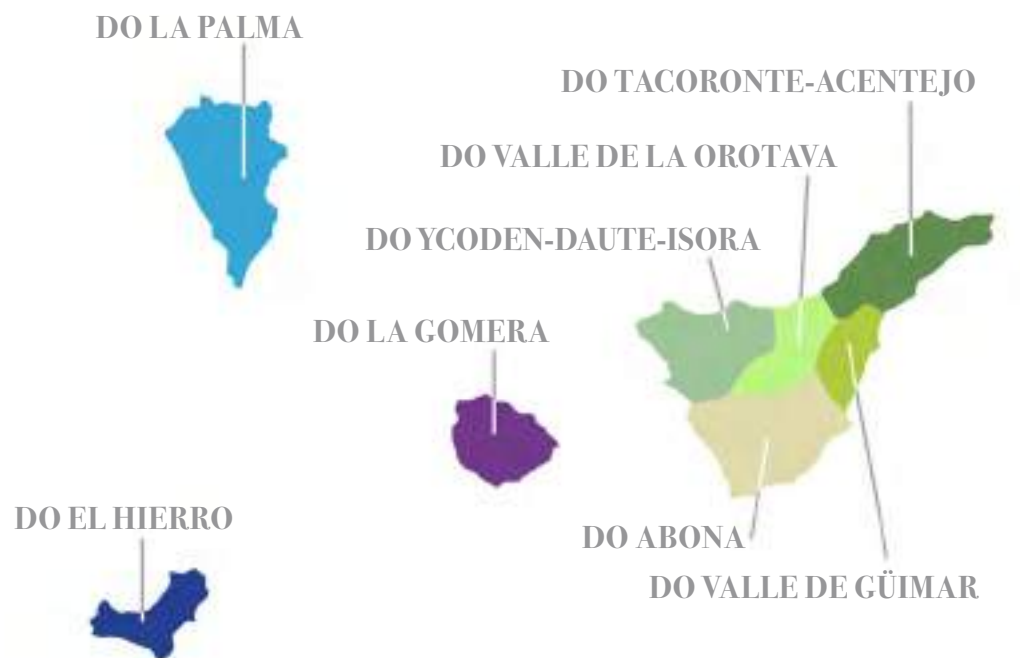 DO LA PALMA
DO TACORONTE-ACENTEJO
DO VALLE DE LA OROTAVA
DO YCODEN-DAUTE-ISORA
DO LA GOMERA
DO EL HIERRO
DO ABONA
DO VALLE DE GÜIMAR